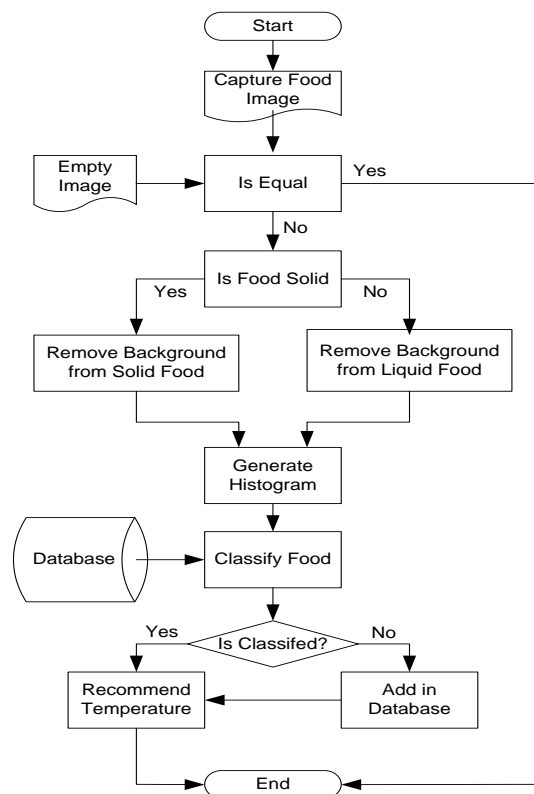 Start
Capture Food
Image
Empty
Image
Is Equal
Yes
No
Is Food Solid
Yes
No
Remove Background
from Solid Food
Remove Background
from Liquid Food
Generate
Histogram
Database
Classify Food
Yes
Is Classifed?
No
Recommend
Temperature
Add in
Database
End